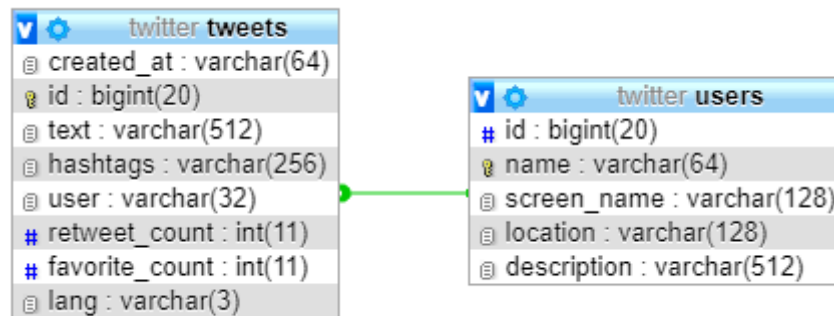 twitter tweets
created_at : varchar(64)
id : bigint(20)
text : varchar(512)
hashtags : varchar(256)
user : varchar(32)
# retweet_count : int(11)
# favorite_count : int(11)
lang : varchar(3)
twitter users
# id : bigint(20)
name : varchar(64)
screen_name : varchar(128)
location : varchar(128)
description : varchar(512)